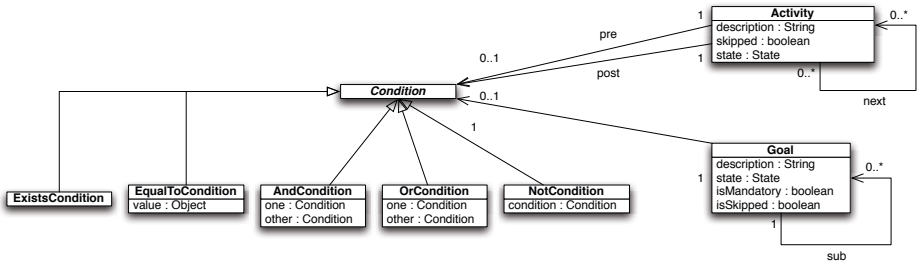 1
Activity
0..*
description : String
skipped : boolean
state : State
pre
0..1
post
1
0..*
next
Condition
0..1
1
Goal
description : String
state : State
isMandatory : boolean
isSkipped : boolean
0..*
1
1
sub
ExistsCondition
EqualToCondition
value : Object
AndCondition
one : Condition
other : Condition
OrCondition
one : Condition
other : Condition
NotCondition
condition : Condition